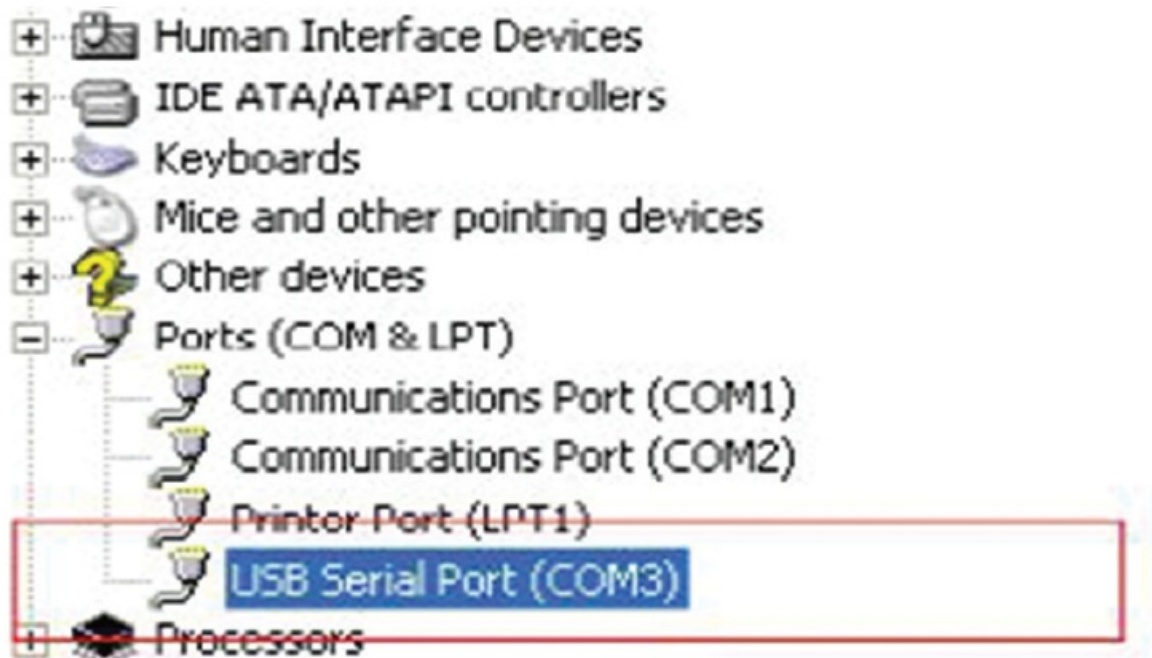 Human Interface Devices
IDE ATA/ATAPI controllers
Keyboards
Mice and other pointing devices
Other devices
Ports (COM & LPT)
Communications Port (COM1)
Communications Port (COM2)
Printer Port (LPT1)
USB Serial Port (COM3)
Processors